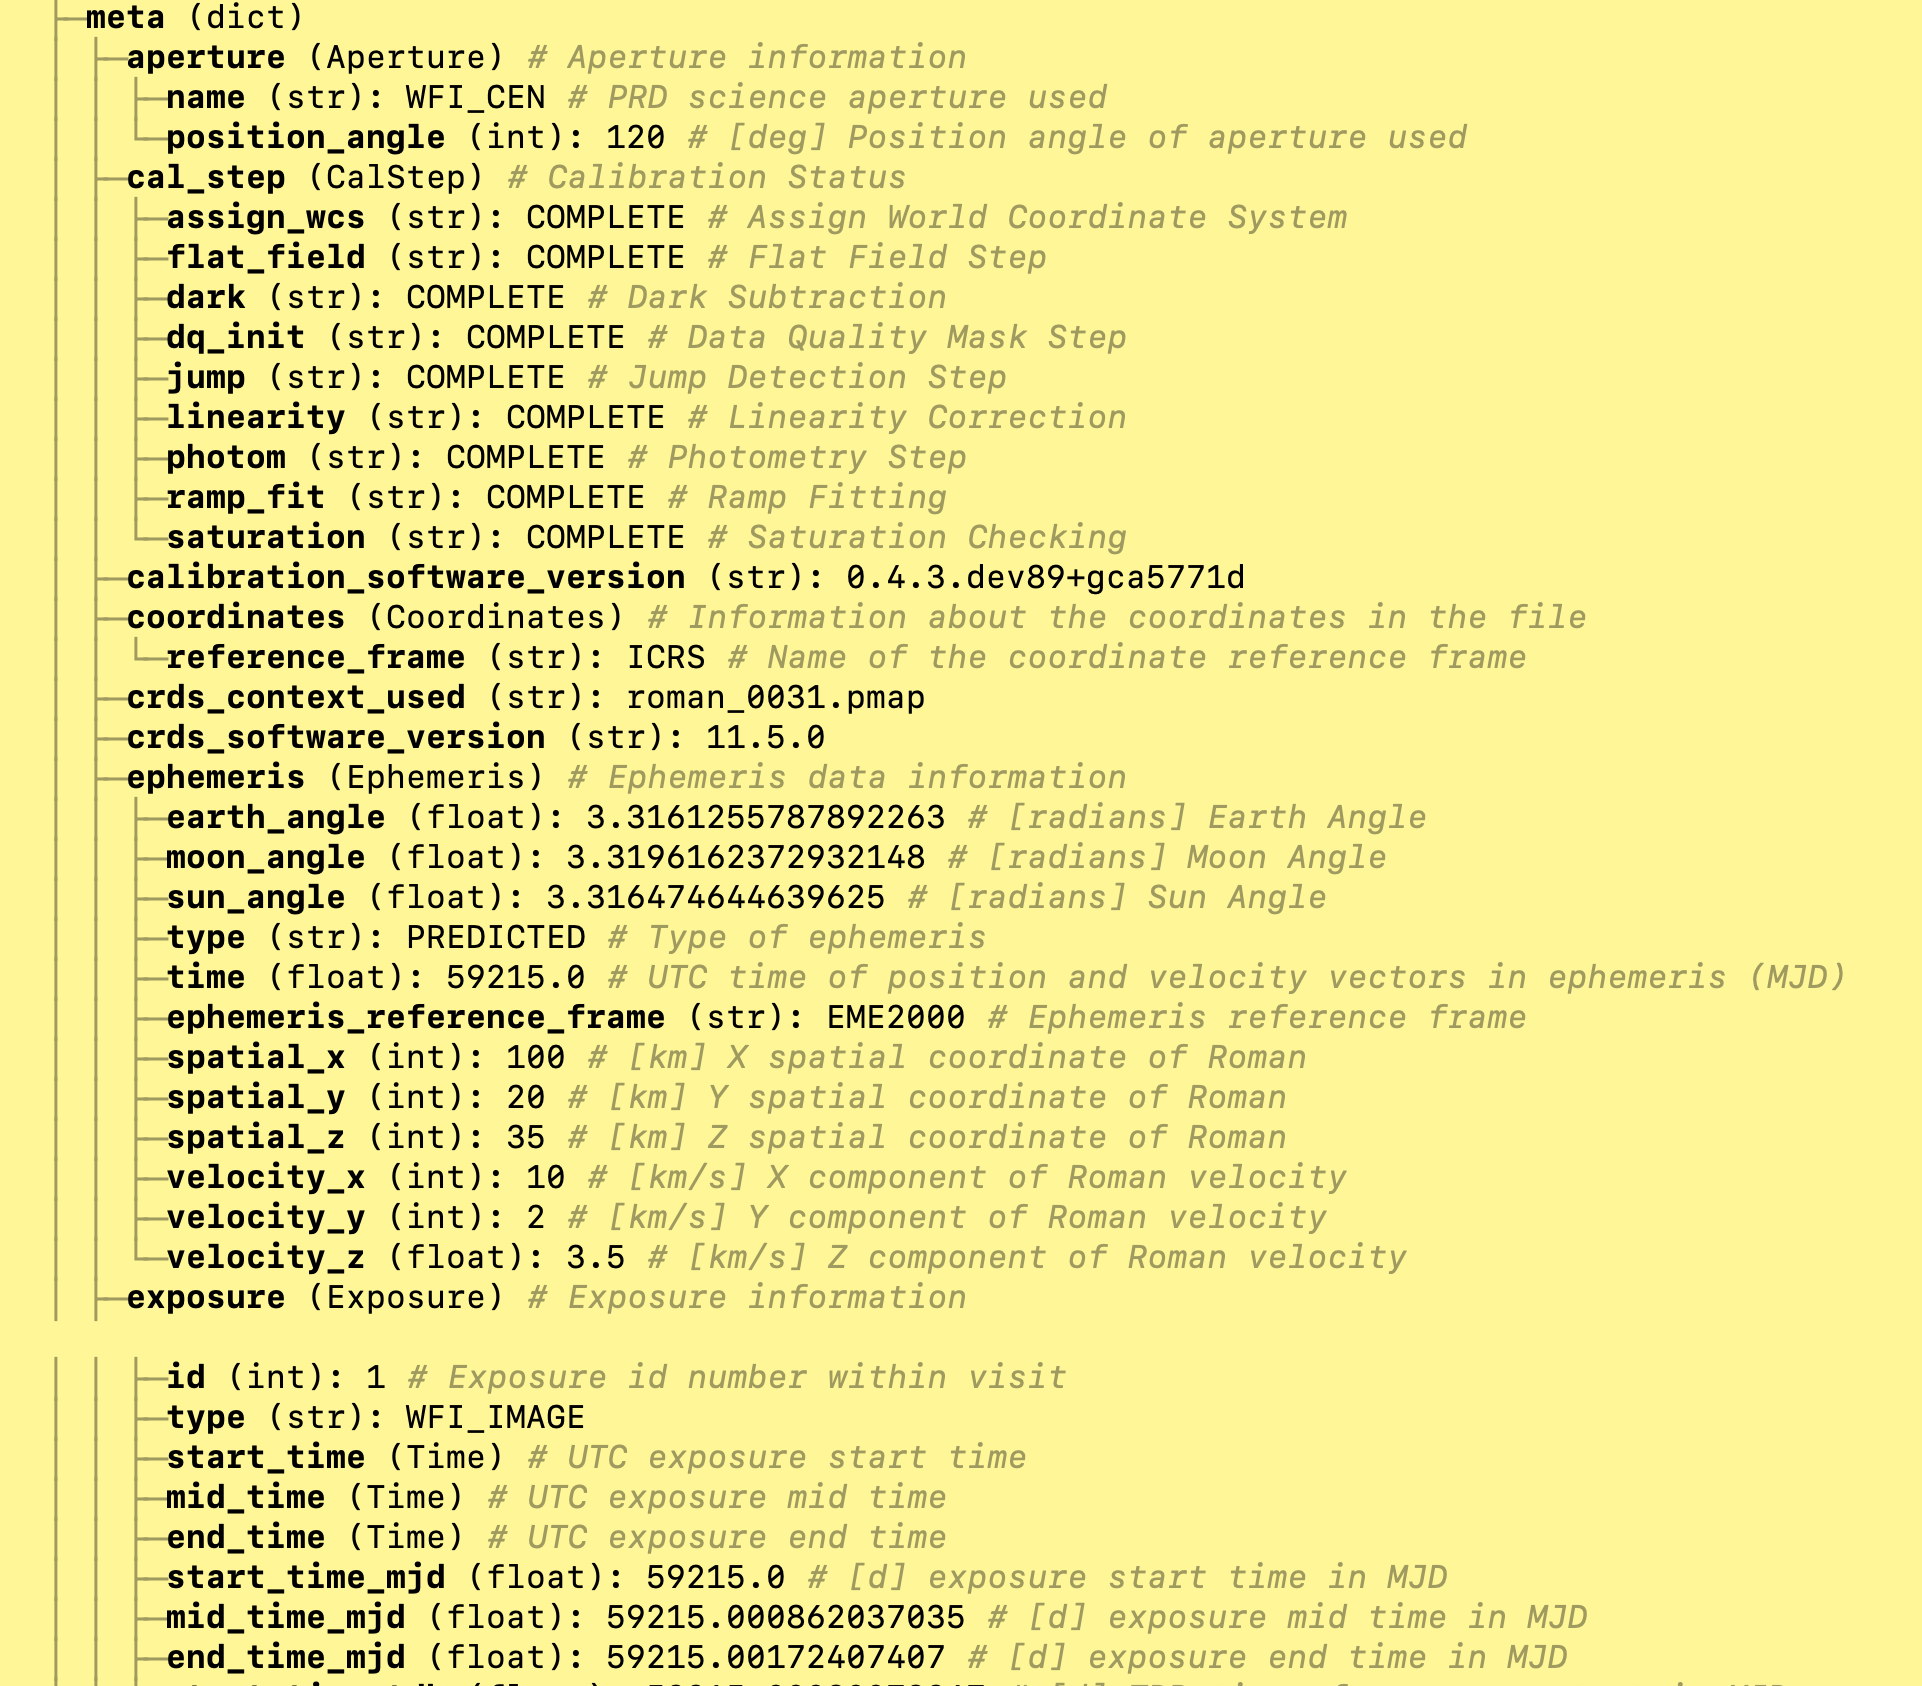 meta (dict)
aperture (Aperture) # Aperture information
name (str): WFI_CEN # PRD science aperture used
position_angle (int): 120 # [deg] Position angle of aperture used
cal_step (CalStep) # Calibration Status
assign_wcs (str): COMPLETE # Assign World Coordinate System
flat_field (str): COMPLETE # Flat Field Step
dark (str): COMPLETE # Dark Subtraction
dq_init (str): COMPLETE # Data Quality Mask Step
jump (str): COMPLETE # Jump Detection Step
linearity (str): COMPLETE # Linearity Correction
photom (str): COMPLETE # Photometry Step
ramp_fit (str): COMPLETE # Ramp Fitting
saturation (str): COMPLETE # Saturation Checking
calibration_software_version (str): 0.4.3.dev89+gca5771d
coordinates (Coordinates) # Information about the coordinates in the file
reference_frame (str): ICRS # Name of the coordinate reference frame
crds_context_used (str): roman_0031.pmap
crds_software_version (str): 11.5.0
ephemeris (Ephemeris) # Ephemeris data information
earth_angle (float): 3.3161255787892263 # [radians] Earth Angle
moon_angle (float): 3.3196162372932148 # [radians] Moon Angle
sun_angle (float): 3.316474644639625 # [radians] Sun Angle
type (str): PREDICTED # Type of ephemeris
time (float): 59215.0 # UTC time of position and velocity vectors in ephemeris (MJD)
ephemeris_reference_frame (str): EME2000 # Ephemeris reference frame
spatial_x (int): 100 # [km] X spatial coordinate of Roman
spatial_y (int): 20 # [km] Y spatial coordinate of Roman
spatial_z (int): 35 # [km] Z spatial coordinate of Roman
velocity_x (int): 10 # [km/s] X component of Roman velocity
velocity_y (int): 2 # [km/s] Y component of Roman velocity
velocity_z (float): 3.5 # [km/s] Z component of Roman velocity
exposure (Exposure) # Exposure information
id (int): 1 # Exposure id number within visit
type (str): WFI_IMAGE
start_time (Time) # UTC exposure start time
mid_time (Time) # UTC exposure mid time
end_time (Time) # UTC exposure end time
start_time_mjd (float): 59215.0 # [d] exposure start time in MJD
mid_time_mjd (float): 59215.000862037035 # [d] exposure mid time in MJD
end_time_mjd (float): 59215.00172407407 # [d] exposure end time in MJD